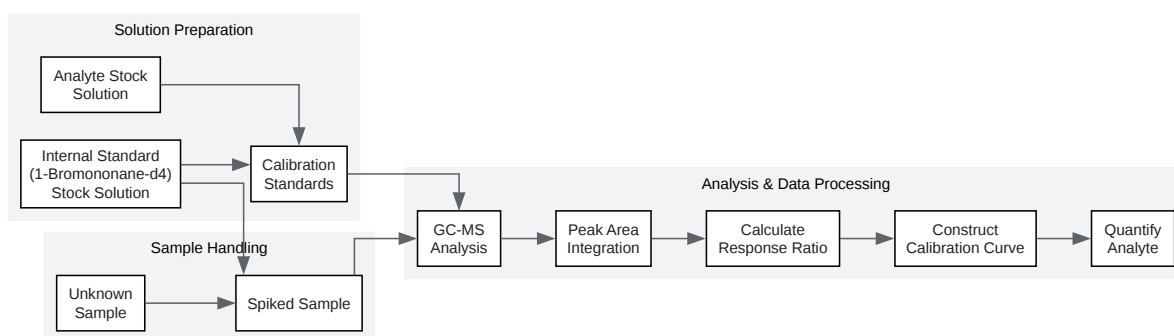 Solution Preparation
Analyte Stock
Solution
Internal Standard
(1-Bromononane-d4)
Stock Solution
Calibration
Standards
Sample Handling
Unknown
Sample
Spiked Sample
Analysis & Data Processing
GC-MS
Analysis
Peak Area
Integration
Calculate
Response Ratio
Construct
Calibration Curve
Quantify
Analyte